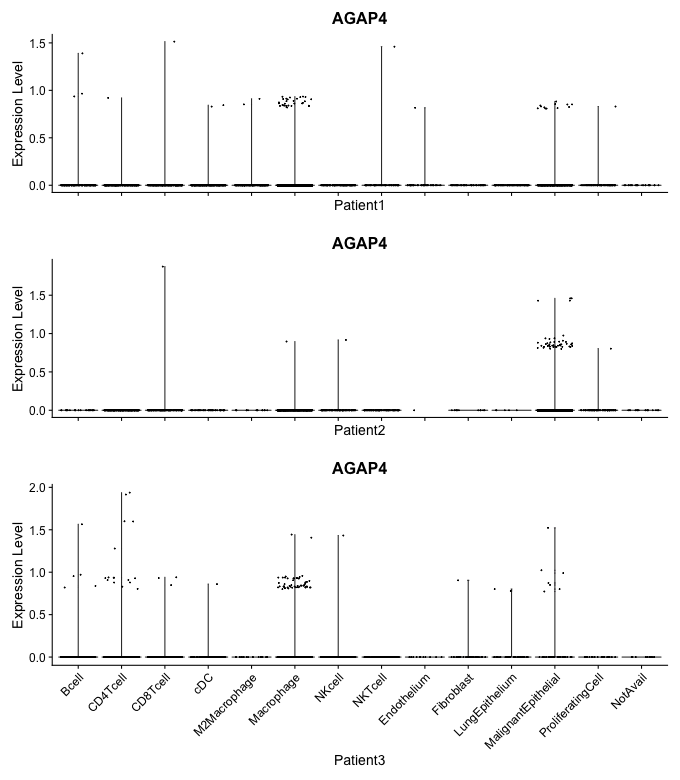 AGAP4
Expression Level
1.5
1.0
0.5
0.0
Patient1
AGAP4
Expression Level
1.5
1.0
0.5
0.0
Patient2
AGAP4
Expression Level
2.0
1.5
1.0
0.5
0.0
Bcell
CD4Tcell
CD8Tcell
cDC
M2Macrophage
Macrophage
NKcell
NKTcell
Endothelium
Fibroblast
LungEpithelium
MalignantEpithelial
ProliferatingCell
NotAvail
Patient3